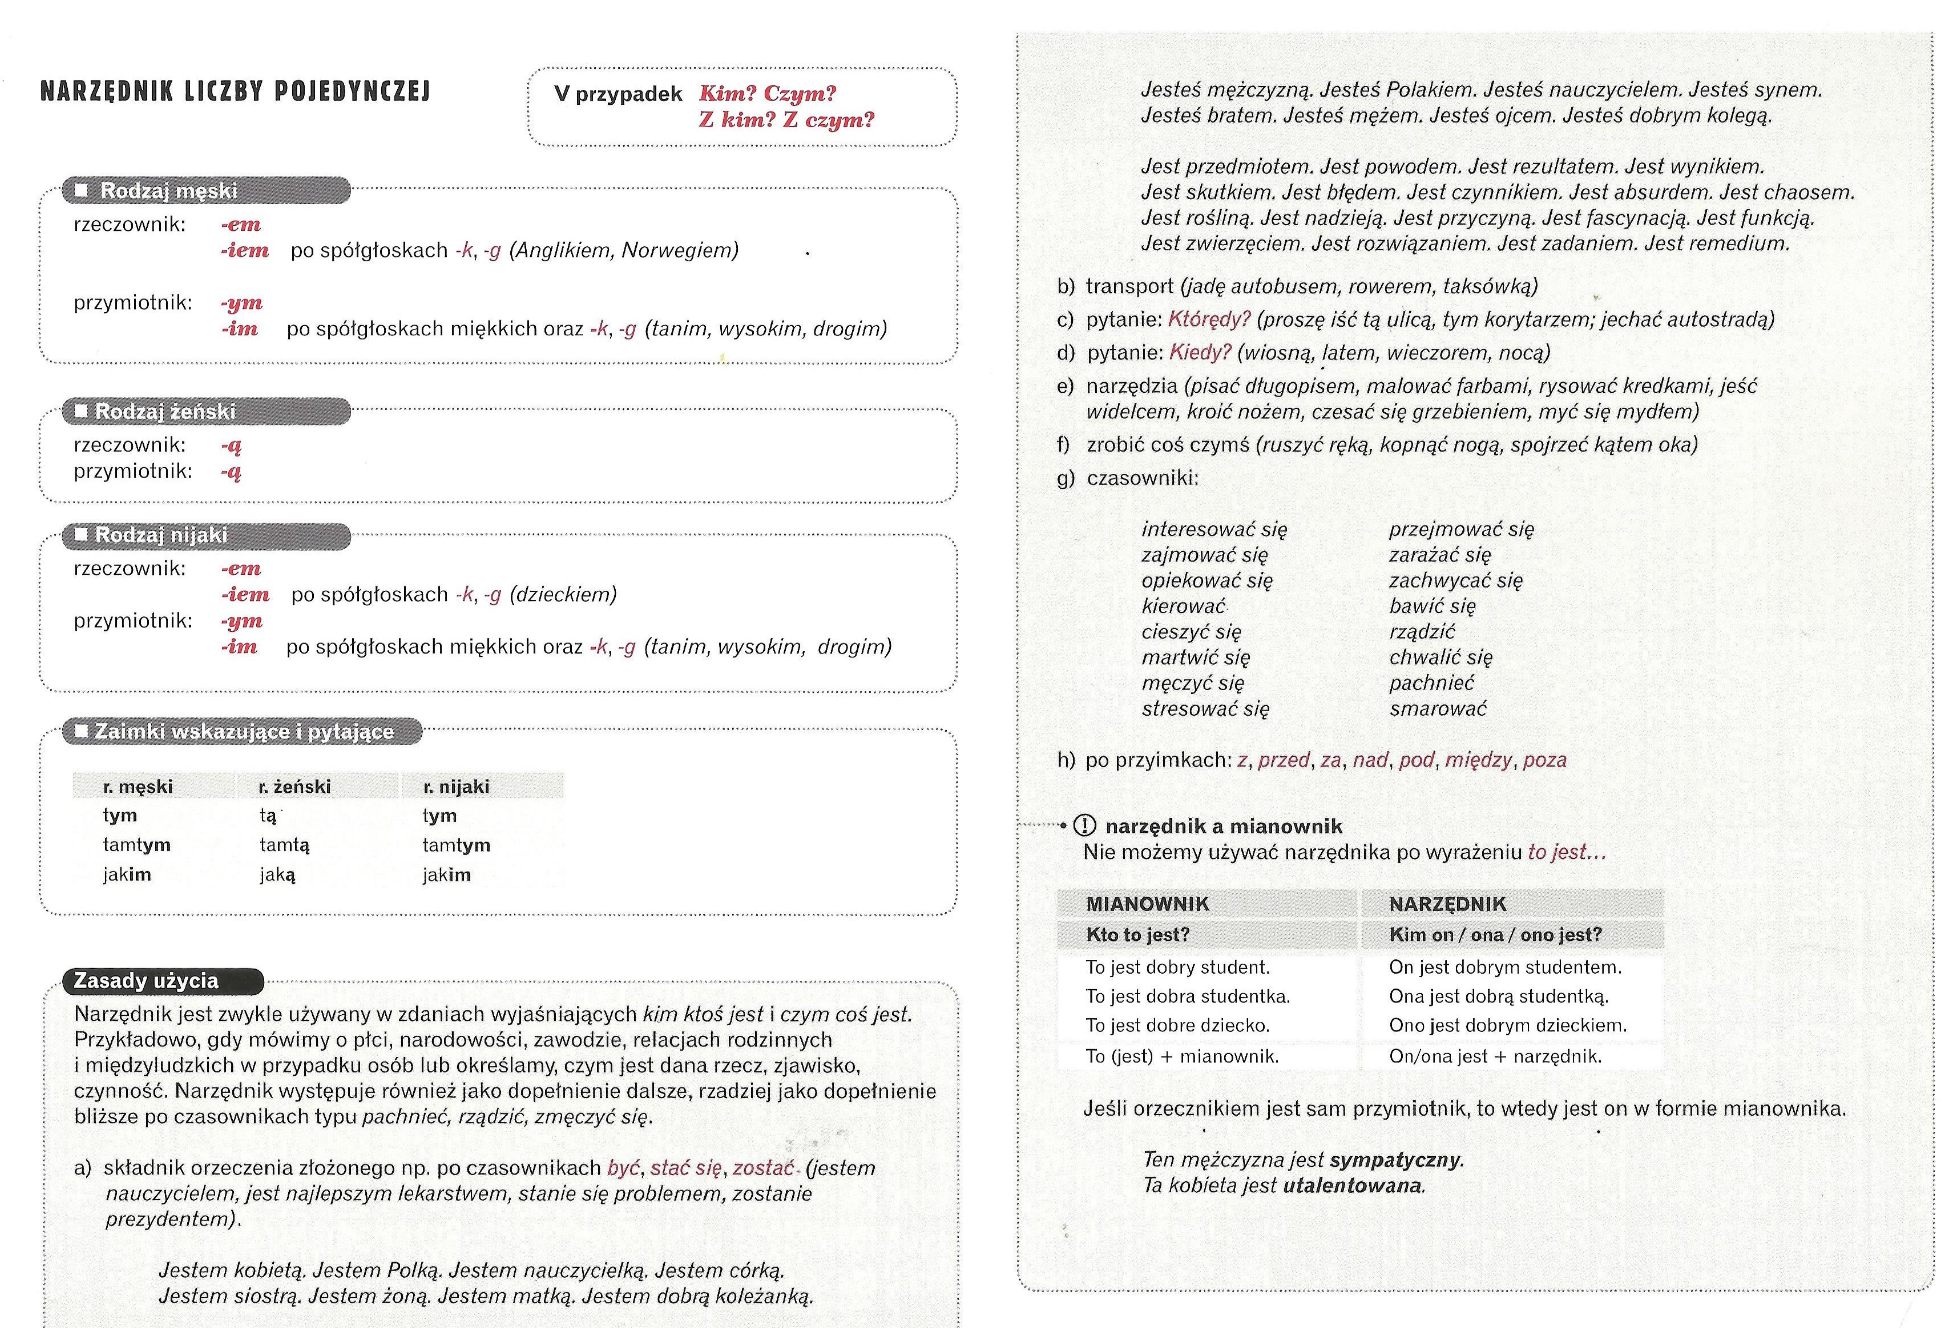 NARZĘDNIK LICZBY POJEDYNCZEJ
V przypadek Kim? Czym?
Z kim? Z czym?
■ Rodzaj męski
rzeczownik: -em
-iem po spółgłoskach -k, -g (Anglikiem, Norwegiem)
przymiotnik: -ym
-im po spółgłoskach miękkich oraz -k, -g (tanim, wysokim, drogim)
■ Rodzaj żeński
rzeczownik: -ą
przymiotnik: -ą
■ Rodzaj nijaki
rzeczownik: -em
-iem po spółgłoskach -k, -g (dzieckiem)
przymiotnik: -ym
-im po spółgłoskach miękkich oraz -k, -g (tanim, wysokim, drogim)
■ Zaimki wskazujące i pytające
r. męski r. żeński r. nijaki
tym tą tym
tamtym tamtą tamtym
jakim jaką jakim
Zasady użycia
Narzędnik jest zwykle używany w zdaniach wyjaśniających kim ktoś jest i czym coś jest.
Przykładowo, gdy mówimy o płci, narodowości, zawodzie, relacjach rodzinnych
i międzyludzkich w przypadku osób lub określamy, czym jest dana rzecz, zjawisko,
czynność. Narzędnik występuje również jako dopełnienie dalsze, rzadziej jako dopełnienie
bliższe po czasownikach typu pachnieć, rządzić, zmęczyć się.
a) składnik orzeczenia złożonego np. po czasownikach być, stać się, zostać (jestem
nauczycielem, jest najlepszym lekarstwem, stanie się problemem, zostanie
prezydentem).
Jestem kobietą. Jestem Polką. Jestem nauczycielką. Jestem córką.
Jestem siostrą. Jestem żoną. Jestem matką. Jestem dobrą koleżanką.
Jesteś mężczyzną. Jesteś Polakiem. Jesteś nauczycielem. Jesteś synem.
Jesteś bratem. Jesteś mężem. Jesteś ojcem. Jesteś dobrym kolegą.
Jest przedmiotem. Jest powodem. Jest rezultatem. Jest wynikiem.
Jest skutkiem. Jest błędem. Jest czynnikiem. Jest absurdem. Jest chaosem.
Jest rośliną. Jest nadzieją. Jest przyczyną. Jest fascynacją. Jest funkcją.
Jest zwierzęciem. Jest rozwiązaniem. Jest zadaniem. Jest remedium.
b) transport (jadę autobusem, rowerem, taksówką)
c) pytanie: Którędy? (proszę iść tą ulicą, tym korytarzem; jechać autostradą)
d) pytanie: Kiedy? (wiosną, latem, wieczorem, nocą)
e) narzędzia (pisać długopisem, malować farbami, rysować kredkami, jeść
widelcem, kroić nożem, czesać się grzebieniem, myć się mydłem)
f) zrobić coś czymś (ruszyć ręką, kopnąć nogą, spojrzeć kątem oka)
g) czasowniki:
interesować się przejmować się
zajmować się zarażać się
opiekować się zachwycać się
kierować bawić się
cieszyć się rządzić
martwić się chwalić się
męczyć się pachnieć
stresować się smarować
h) po przyimkach: z, przed, za, nad, pod, między, poza
! narzędnik a mianownik
Nie możemy używać narzędnika po wyrażeniu to jest...
MIANOWNIK NARZĘDNIK
Kto to jest? Kim on / ona / ono jest?
To jest dobry student. On jest dobrym studentem.
To jest dobra studentka. Ona jest dobrą studentką.
To jest dobre dziecko. Ono jest dobrym dzieckiem.
To (jest) + mianownik. On/ona jest + narzędnik.
Jeśli orzecznikiem jest sam przymiotnik, to wtedy jest on w formie mianownika.
Ten mężczyzna jest sympatyczny.
Ta kobieta jest utalentowana.